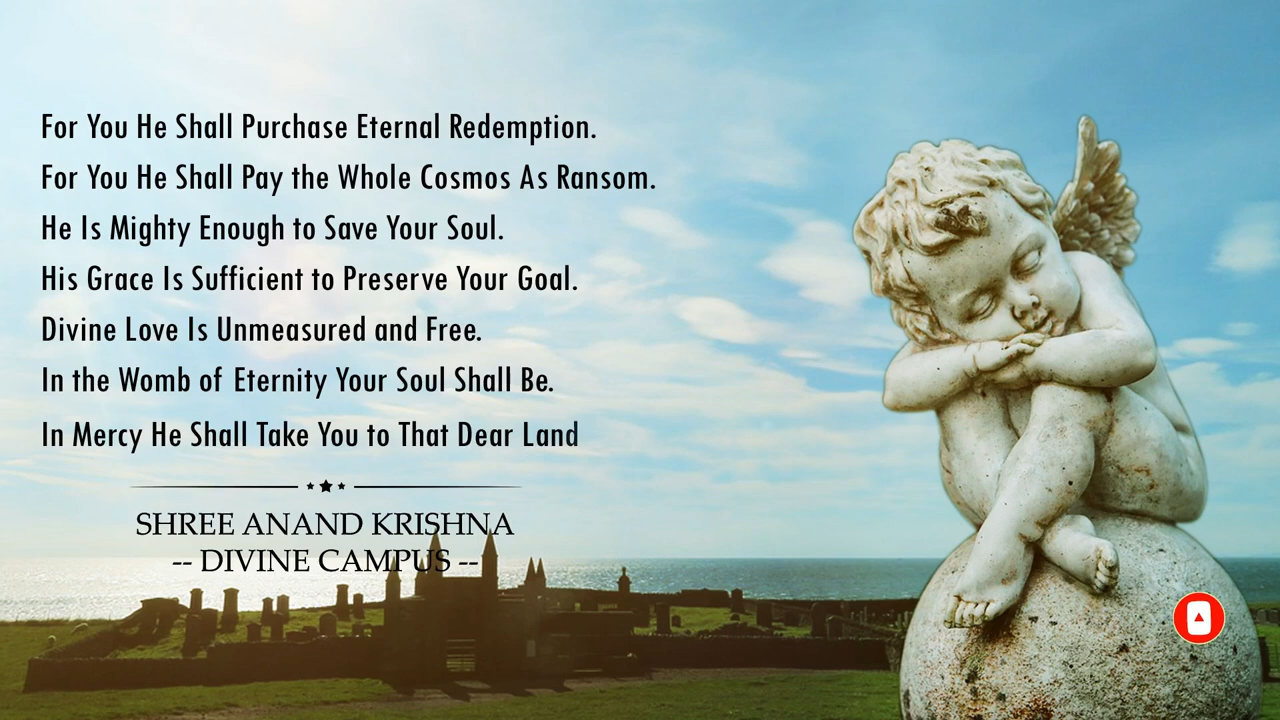 For You He Shall Purchase Eternal Redemption.
For You He Shall Pay the Whole Cosmos As Ransom.
He Is Mighty Enough to Save Your Soul.
His Grace Is Sufficient to Preserve Your Goal.
Divine Love Is Unmeasured and Free.
In the Womb of Eternity Your Soul Shall Be.
In Mercy He Shall Take You to That Dear Land
SHREE ANAND KRISHNA
-- DIVINE CAMPUS --